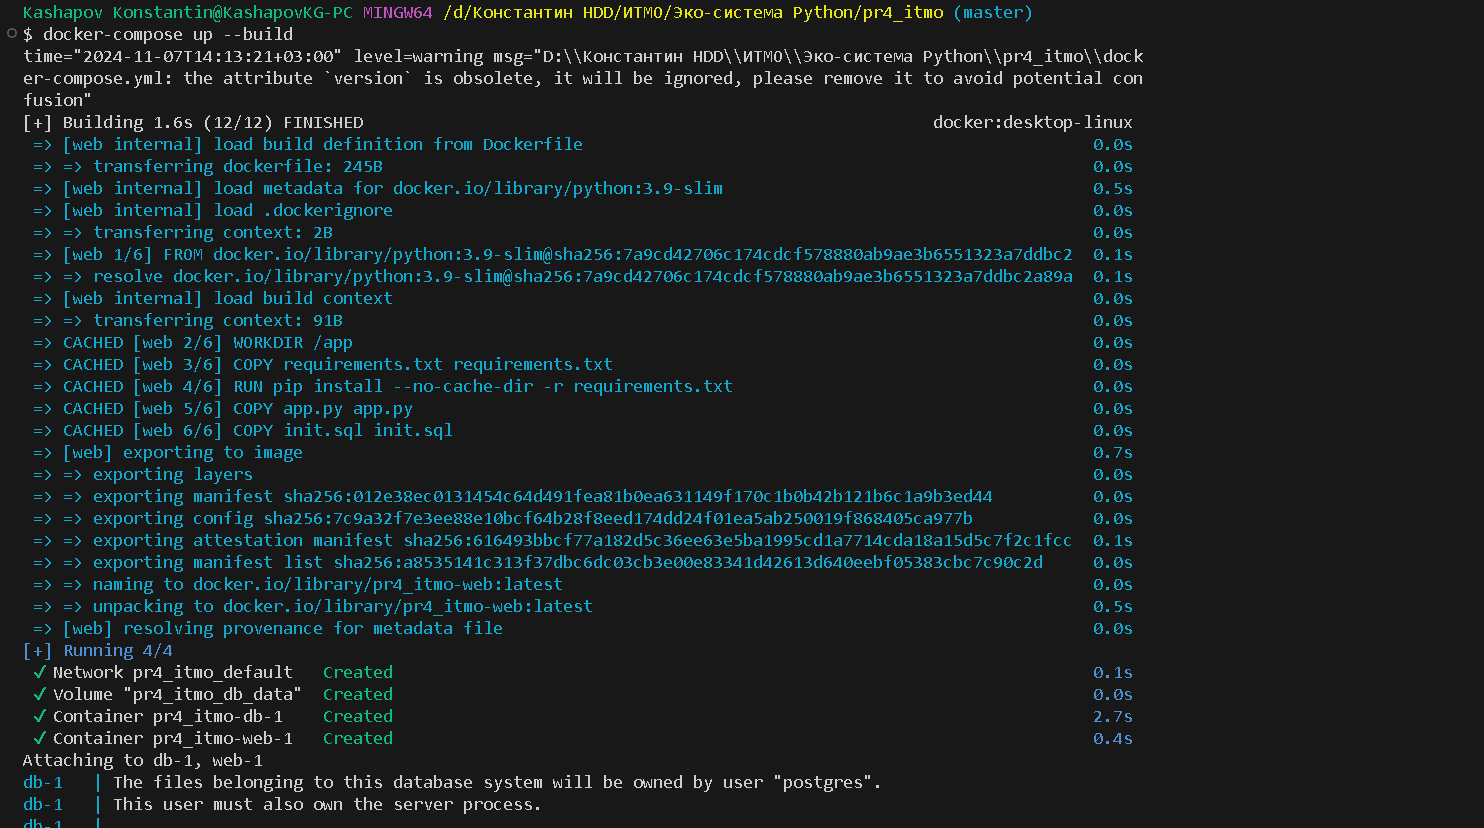 Kashapov Konstantin@KashapovKG-PC MINGW64 /d/Константин HDD/ИТМО/Эко-система Python/pr4_itmo (master)
$ docker-compose up --build
time="2024-11-07T14:13:21+03:00" level=warning msg="D:\\Константин HDD\\ИТМО\\Эко-система Python\\pr4_itmo\\dock
er-compose.yml: the attribute `version` is obsolete, it will be ignored, please remove it to avoid potential con
fusion"
[+] Building 1.6s (12/12) FINISHED docker:desktop-linux
=> [web internal] load build definition from Dockerfile 0.0s
=> => transferring dockerfile: 245B 0.0s
=> [web internal] load metadata for docker.io/library/python:3.9-slim 0.5s
=> [web internal] load .dockerignore 0.0s
=> => transferring context: 2B 0.0s
=> [web 1/6] FROM docker.io/library/python:3.9-slim@sha256:7a9cd42706c174cdcf578880ab9ae3b6551323a7ddbc2 0.1s
=> => resolve docker.io/library/python:3.9-slim@sha256:7a9cd42706c174cdcf578880ab9ae3b6551323a7ddbc2a89a 0.1s
=> [web internal] load build context 0.0s
=> => transferring context: 91B 0.0s
=> CACHED [web 2/6] WORKDIR /app 0.0s
=> CACHED [web 3/6] COPY requirements.txt requirements.txt 0.0s
=> CACHED [web 4/6] RUN pip install --no-cache-dir -r requirements.txt 0.0s
=> CACHED [web 5/6] COPY app.py app.py 0.0s
=> CACHED [web 6/6] COPY init.sql init.sql 0.0s
=> [web] exporting to image 0.7s
=> => exporting layers 0.0s
=> => exporting manifest sha256:012e38ec0131454c64d491fea81b0ea631149f170c1b0b42b121b6c1a9b3ed44 0.0s
=> => exporting config sha256:7c9a32f7e3ee88e10bcf64b28f8eed174dd24f01ea5ab250019f868405ca977b 0.0s
=> => exporting attestation manifest sha256:616493bbcf77a182d5c36ee63e5ba1995cd1a7714cda18a15d5c7f2c1fcc 0.1s
=> => exporting manifest list sha256:a8535141c313f37dbc6dc03cb3e00e83341d42613d640eebf05383cbc7c90c2d 0.0s
=> => naming to docker.io/library/pr4_itmo-web:latest 0.0s
=> => unpacking to docker.io/library/pr4_itmo-web:latest 0.5s
=> [web] resolving provenance for metadata file 0.0s
[+] Running 4/4
✓ Network pr4_itmo_default Created 0.1s
✓ Volume "pr4_itmo_db_data" Created 0.0s
✓ Container pr4_itmo-db-1 Created 2.7s
✓ Container pr4_itmo-web-1 Created 0.4s
Attaching to db-1, web-1
db-1 | The files belonging to this database system will be owned by user "postgres".
db-1 | This user must also own the server process.
db-1 |